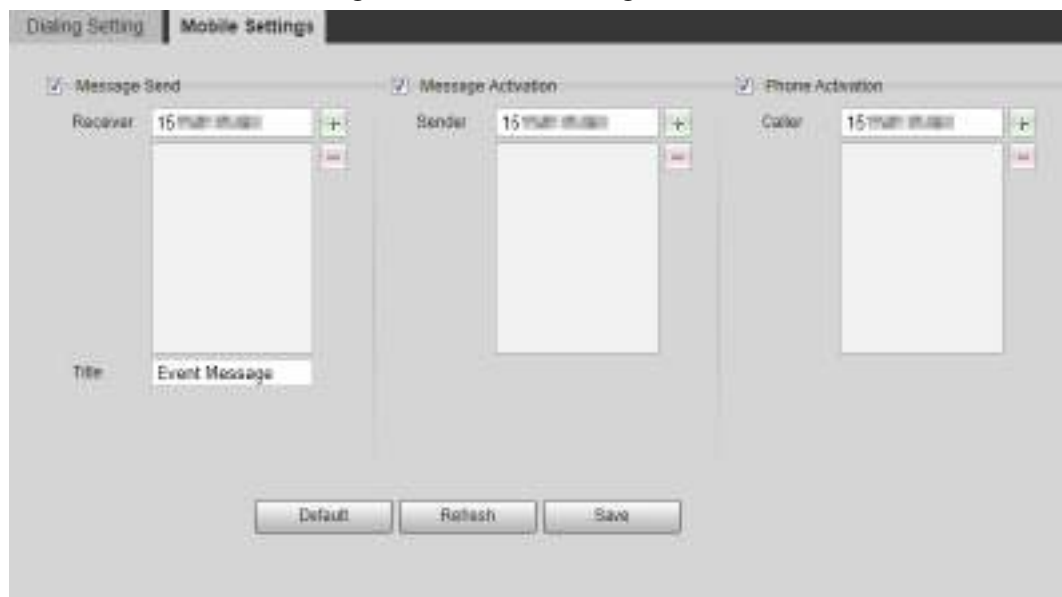 Dialing Setting Mobile Settings
Message Send Message Activation Phone Activation
Receiver 15 + Sender 15 + Caller 15 +
Title Event Message
Default Refresh Save